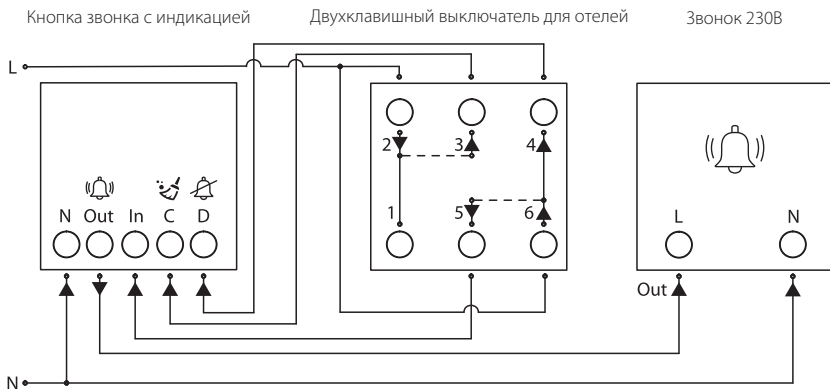 Кнопка звонка с индикацией
Двухклавишный выключатель для отелей
Звонок 230В
L
2 3 4
N Out In C D
1 5 6
L N
Out
N